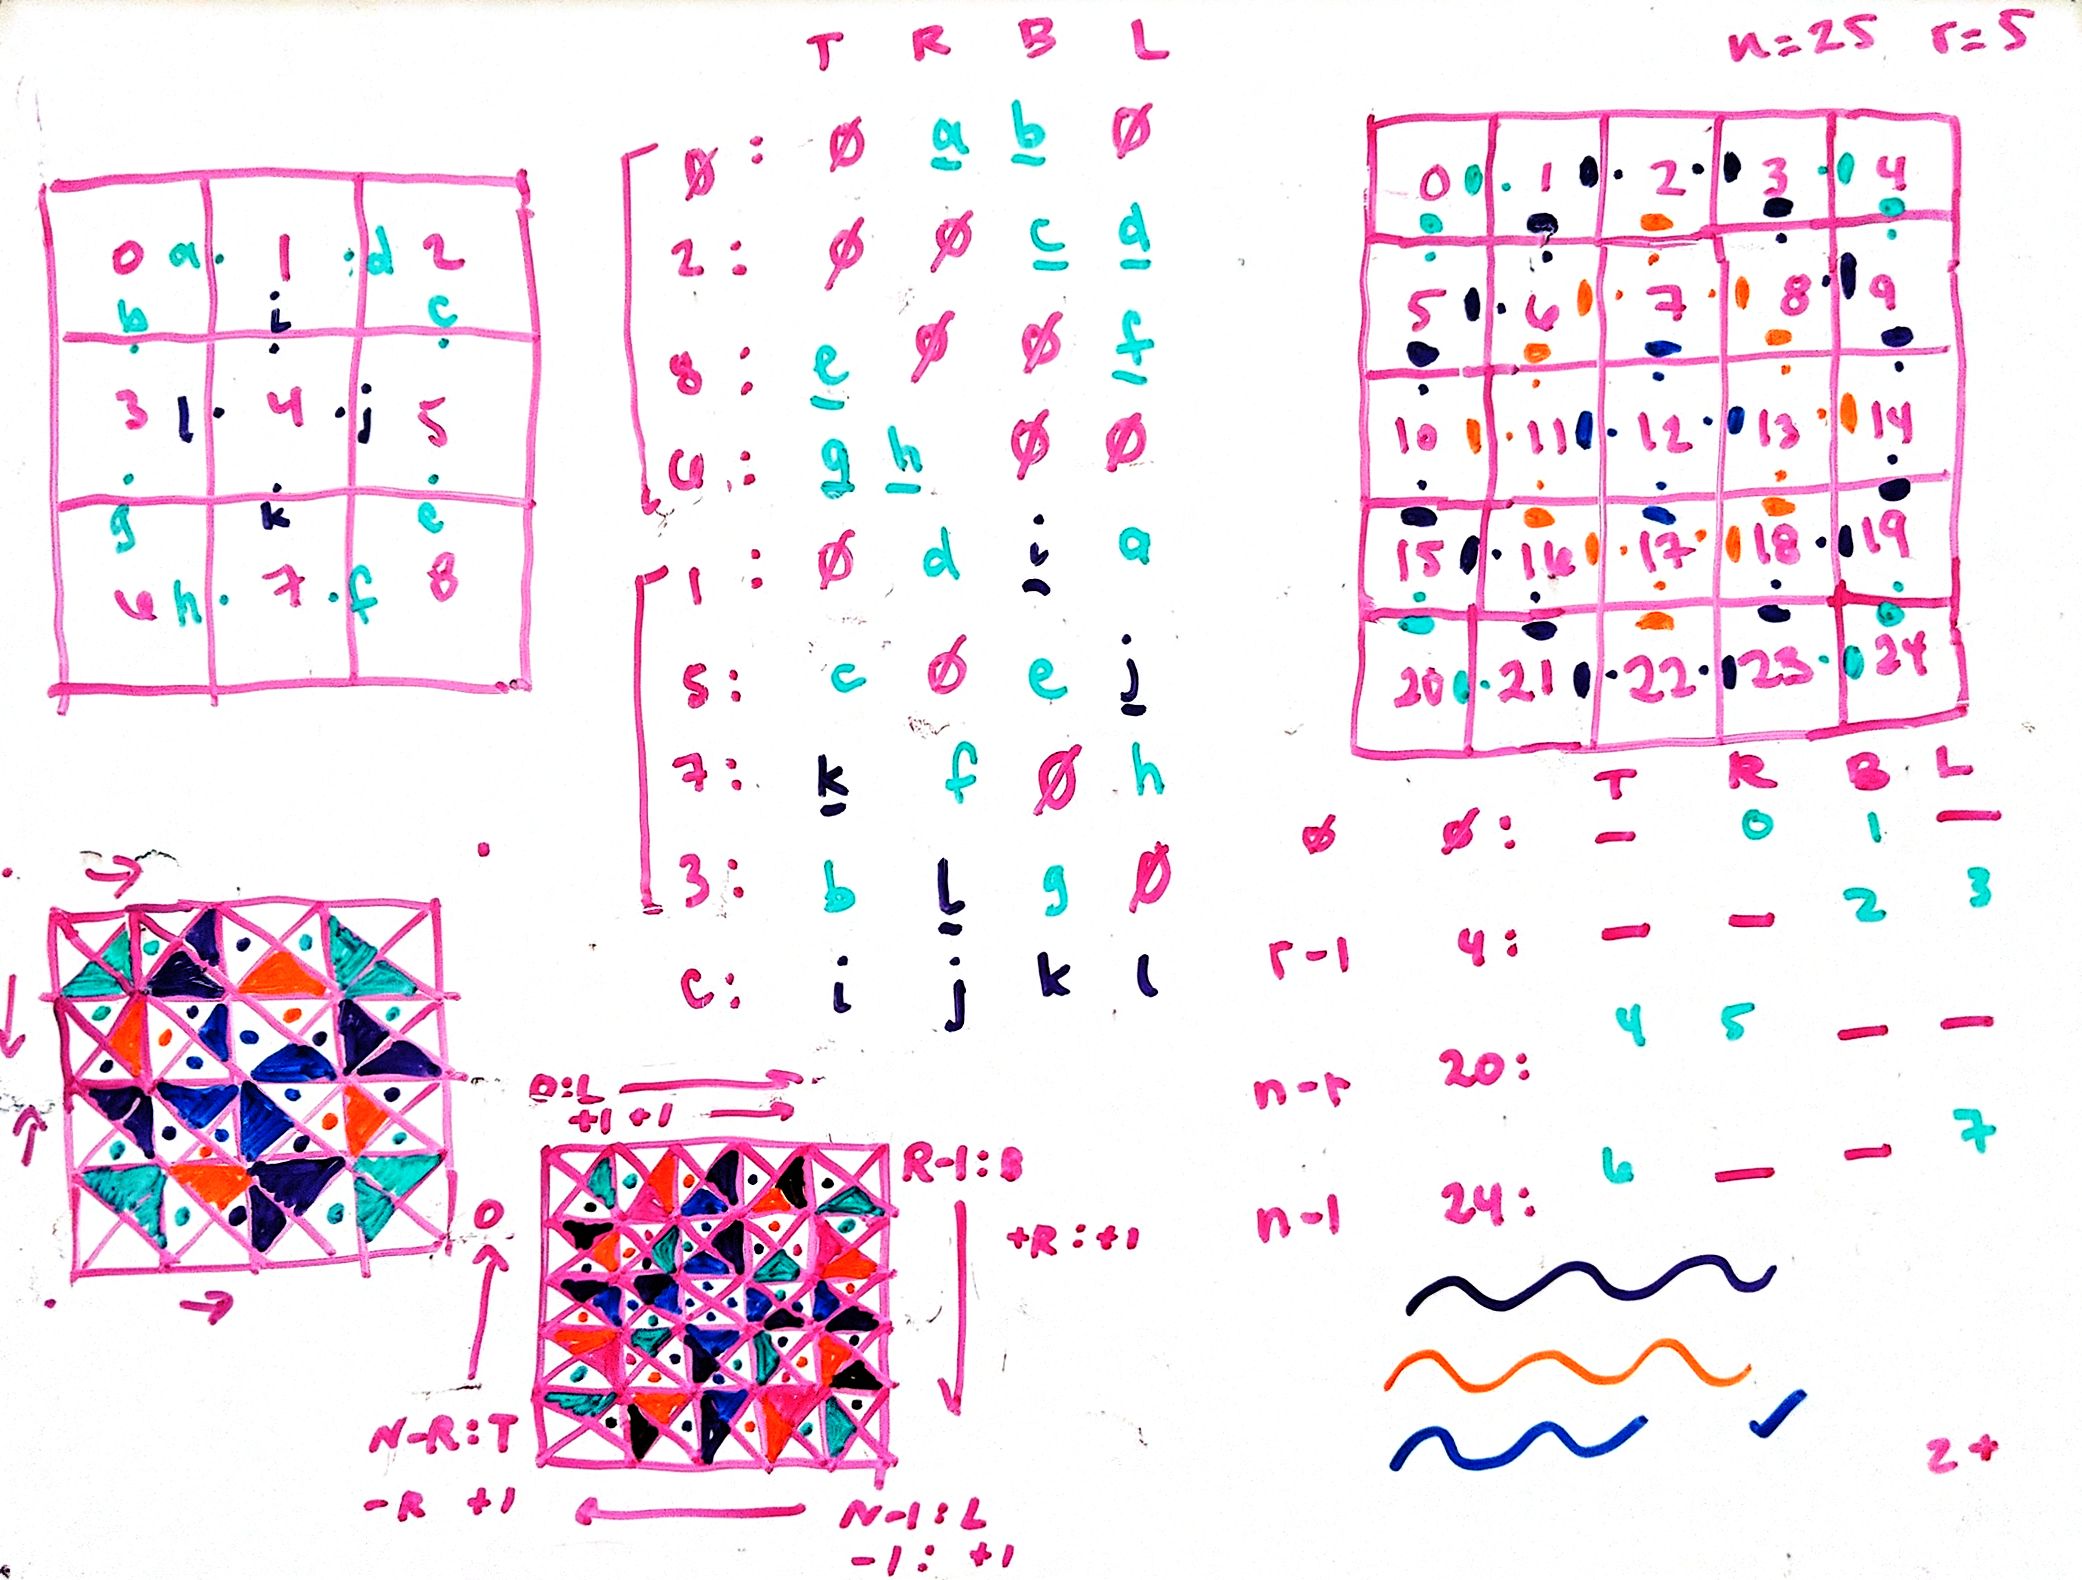 T R B L
n=25 r=5
0 a 1 d 2
b i c
3 l 4 j 5
g k e
6 h 7 f 8
Ø: Ø a b Ø
2: Ø Ø c d
8: e Ø Ø f
6: g h Ø Ø
1: Ø d i a
5: c Ø e j
7: k f Ø h
3: b l g Ø
c: i j k l
0 1 2 3 4
5 6 7 8 9
10 11 12 13 14
15 16 17 18 19
20 21 22 23 24
T R B L
Ø Ø: - 0 1 -
r-1 4: - - 2 3
n-r 20: 4 5 - -
n-1 24: 6 - - 7
0:L
+1 +1
R-1:B
+R:+1
0
N-R:T
-R +1
N-1:L
-1: +1
2+